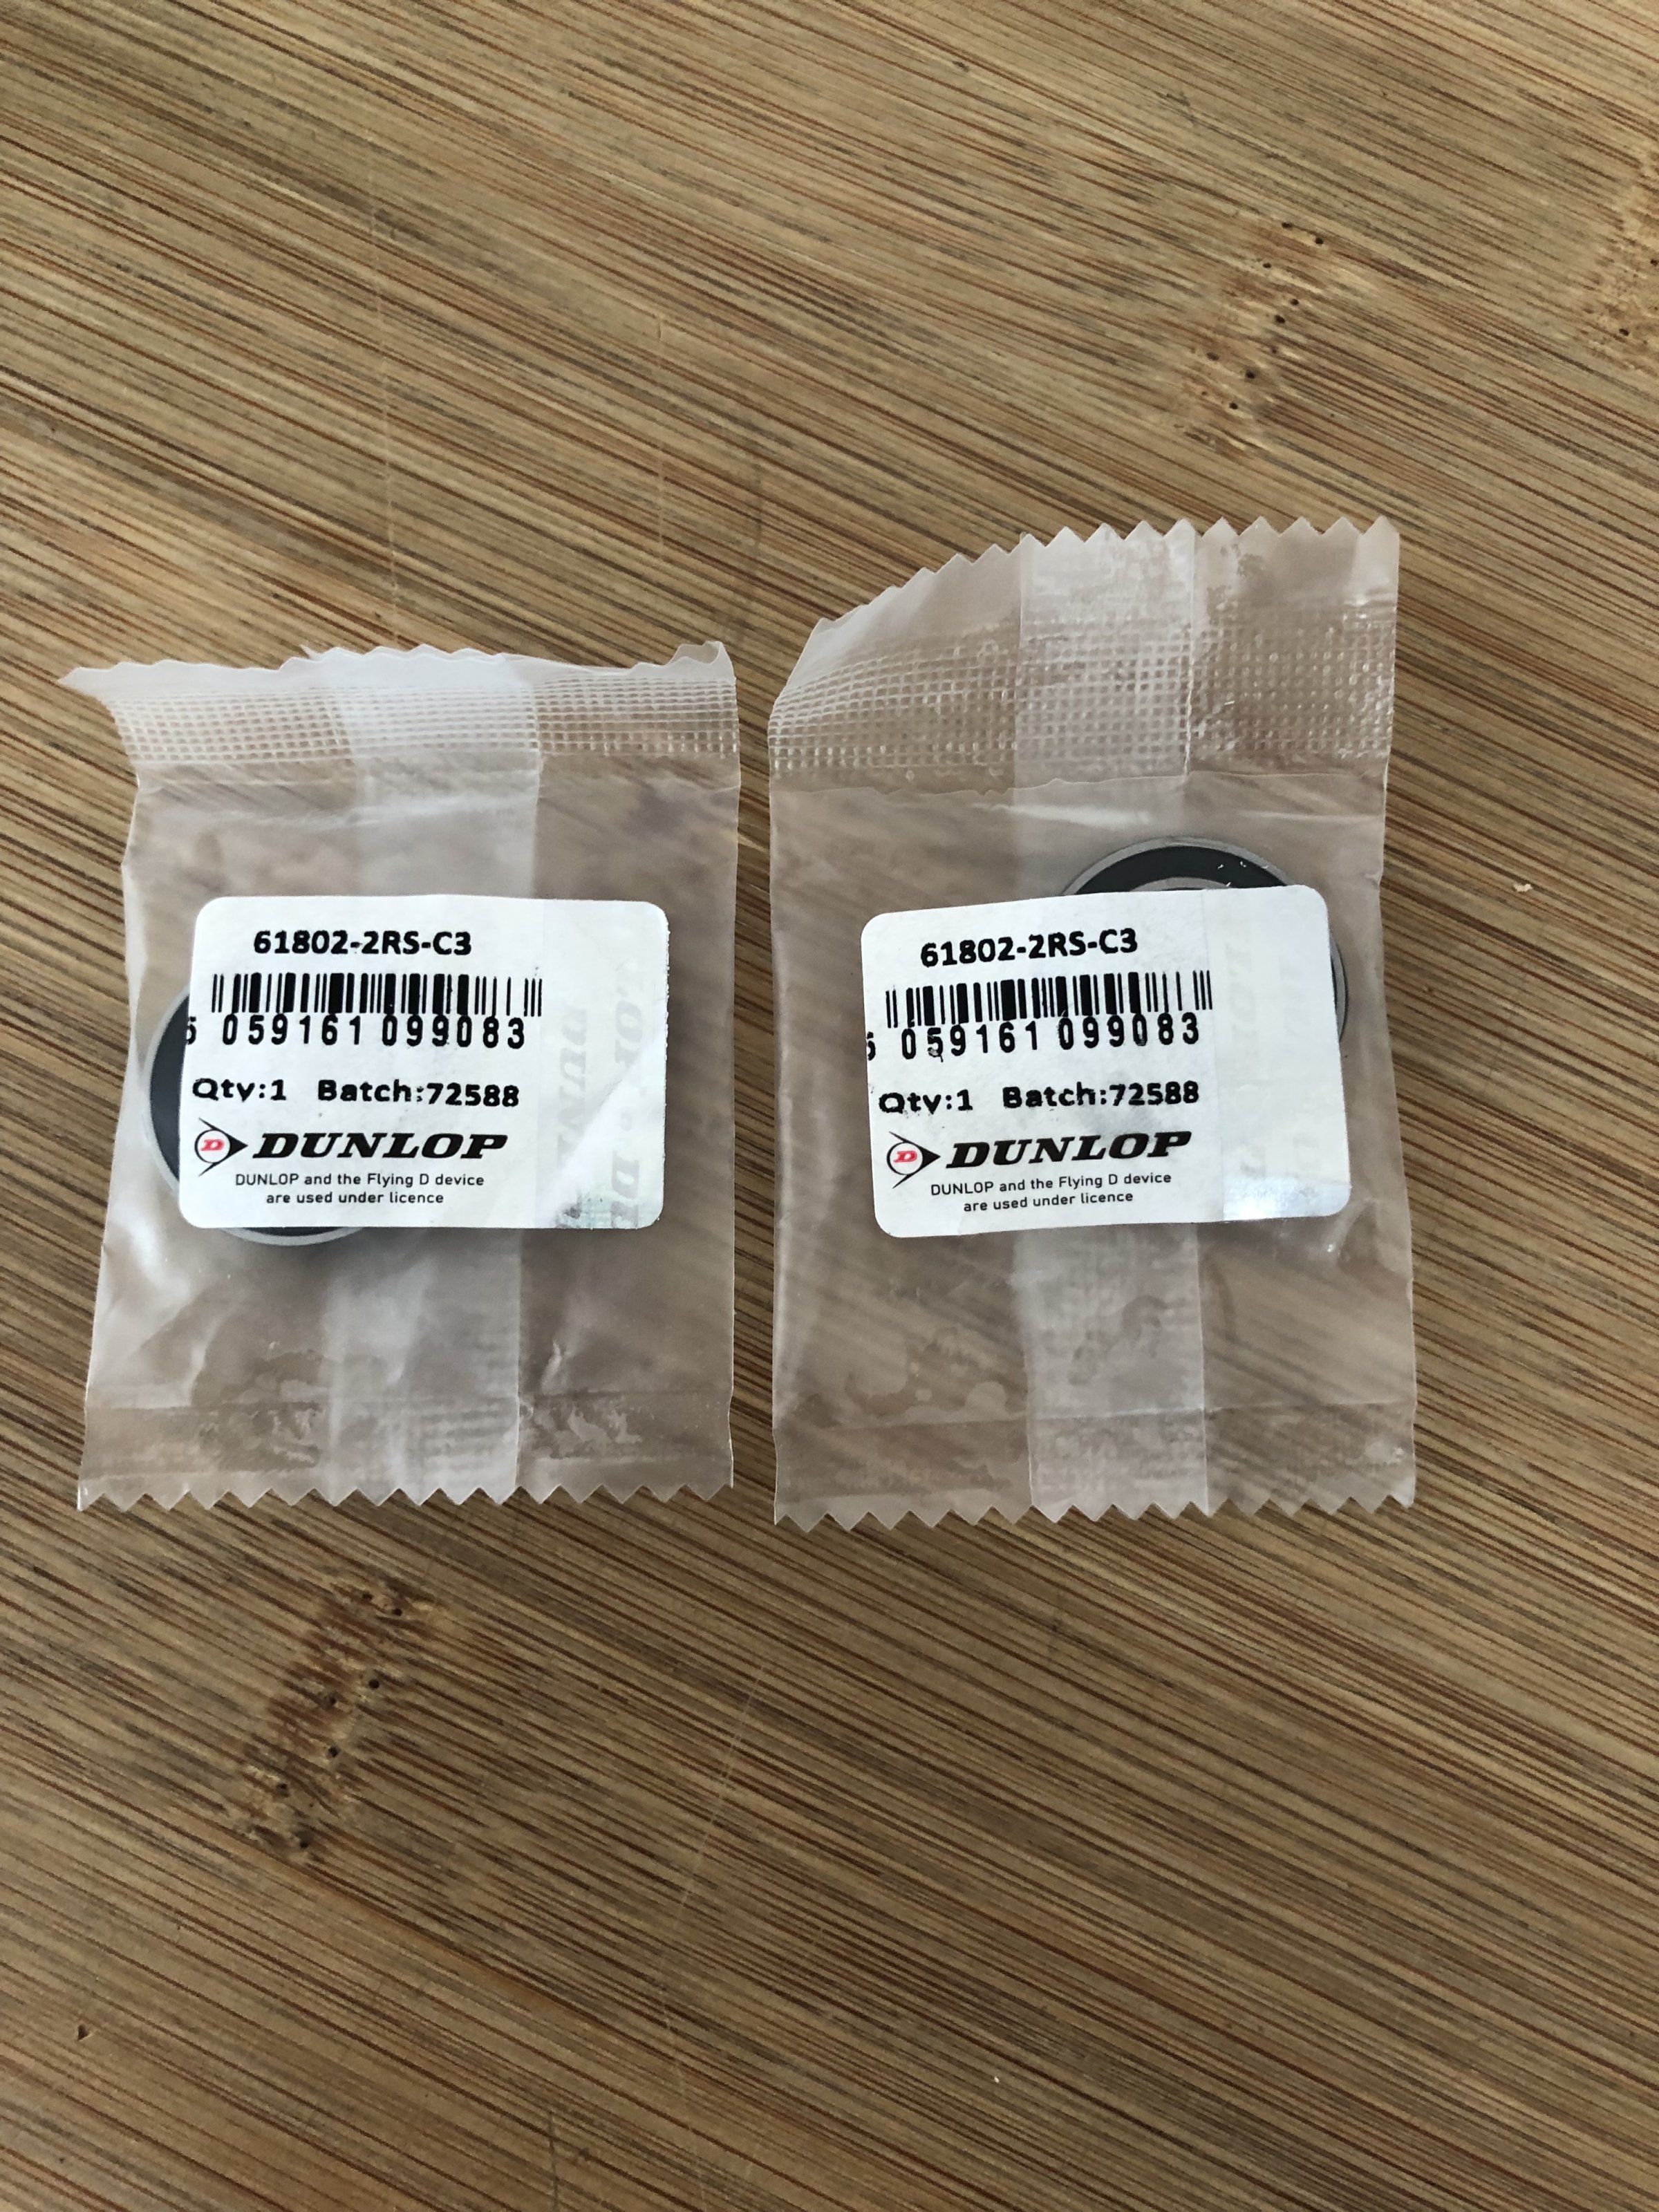 61802-2RS-C3
5 059161 099083
Qty:1 Batch:72588
D DUNLOP
DUNLOP and the Flying D device
are used under licence
61802-2RS-C3
5 059161 099083
Qty:1 Batch:72588
D DUNLOP
DUNLOP and the Flying D device
are used under licence